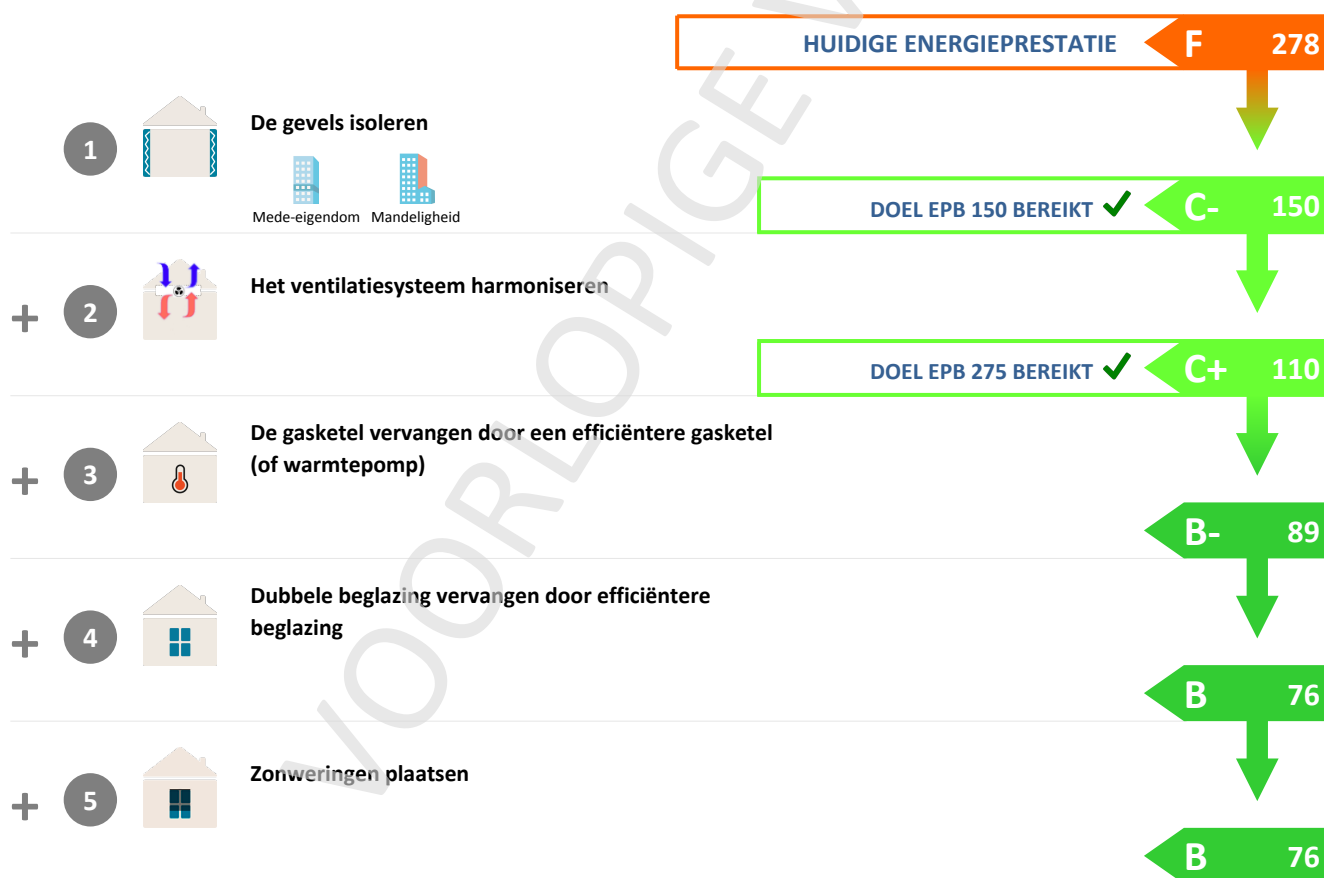 HUIDIGE ENERGIEPRESTATIE F 278
1 De gevels isoleren
Mede-eigendom Mandeligheid
DOEL EPB 150 BEREIKT ✓ C- 150
+ 2 Het ventilatiesysteem harmoniseren
DOEL EPB 275 BEREIKT ✓ C+ 110
+ 3 De gasketel vervangen door een efficiëntere gasketel
(of warmtepomp)
B- 89
+ 4 Dubbele beglazing vervangen door efficiëntere
beglazing
B 76
+ 5 Zonweringen plaatsen
B 76
VOORLOPIGE V